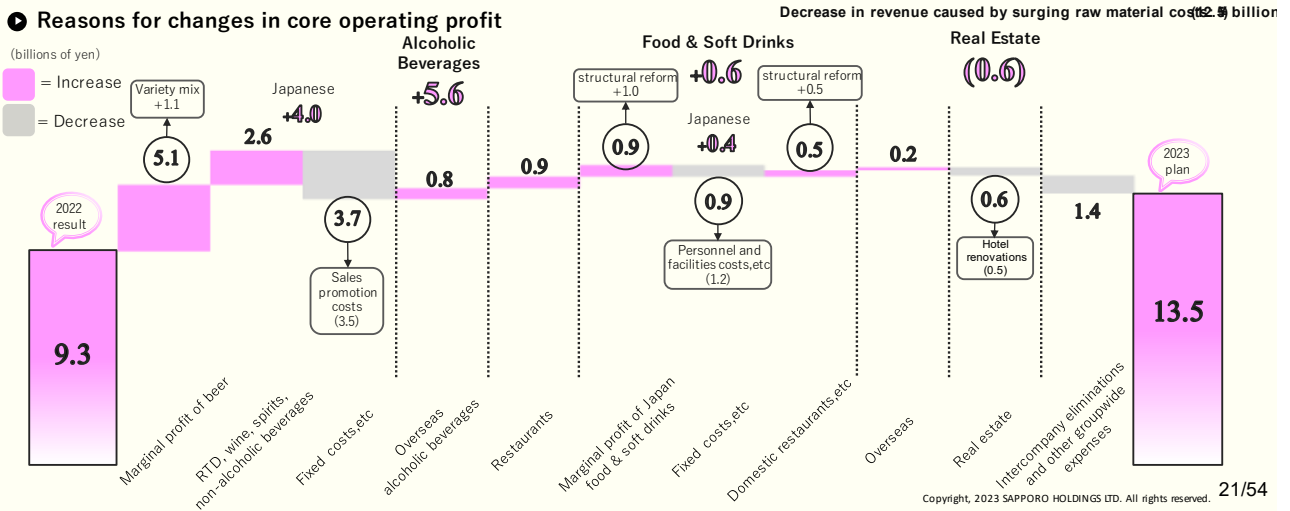 Reasons for changes in core operating profit
Decrease in revenue caused by surging raw material costs: billion
(billions of yen)
= Increase
= Decrease
Alcoholic
Beverages
+5.6
Food & Soft Drinks
+0.6
Real Estate
(0.6)
Variety mix
+1.1
Japanese
+4.0
structural reform
+1.0
structural reform
+0.5
Japanese
+0.4
2022
result
9.3
5.1
2.6
3.7
Sales
promotion
costs
(3.5)
0.8
0.9
0.9
0.9
Personnel and
facilities costs,etc
(1.2)
0.5
0.2
0.6
Hotel
renovations
(0.5)
1.4
2023
plan
13.5
Marginal profit of beer
RTD, wine, spirits,
non-alcoholic beverages
Fixed costs,etc
Overseas
alcoholic beverages
Restaurants
Marginal profit of Japan
food & soft drinks
Fixed costs,etc
Domestic restaurants,etc
Overseas
Real estate
Intercompany eliminations
and other groupwide
expenses
Copyright, 2023 SAPPORO HOLDINGS LTD. All rights reserved.
21/54